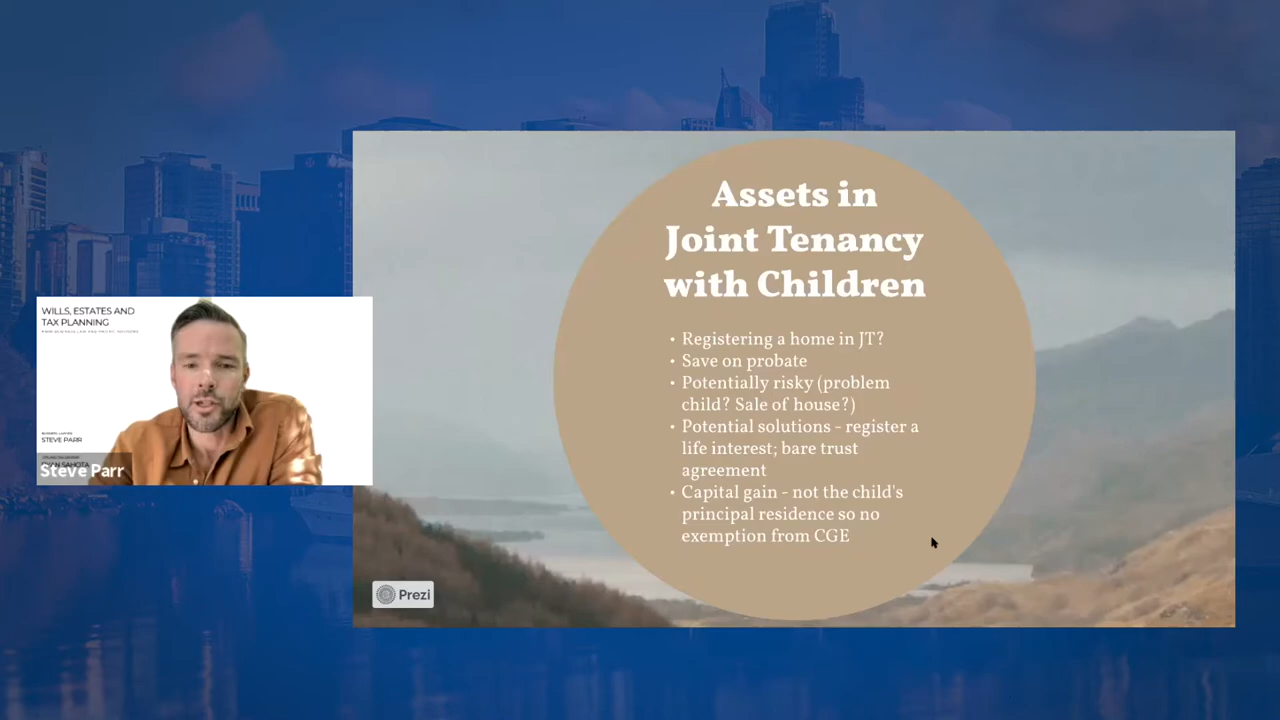 Assets in
Joint Tenancy
with Children
• Registering a home in JT?
• Save on probate
• Potentially risky (problem
child? Sale of house?)
• Potential solutions - register a
life interest; bare trust
agreement
• Capital gain - not the child's
principal residence so no
exemption from CGE
WILLS, ESTATES AND
TAX PLANNING
STEVE PARR
Steve Parr
Prezi